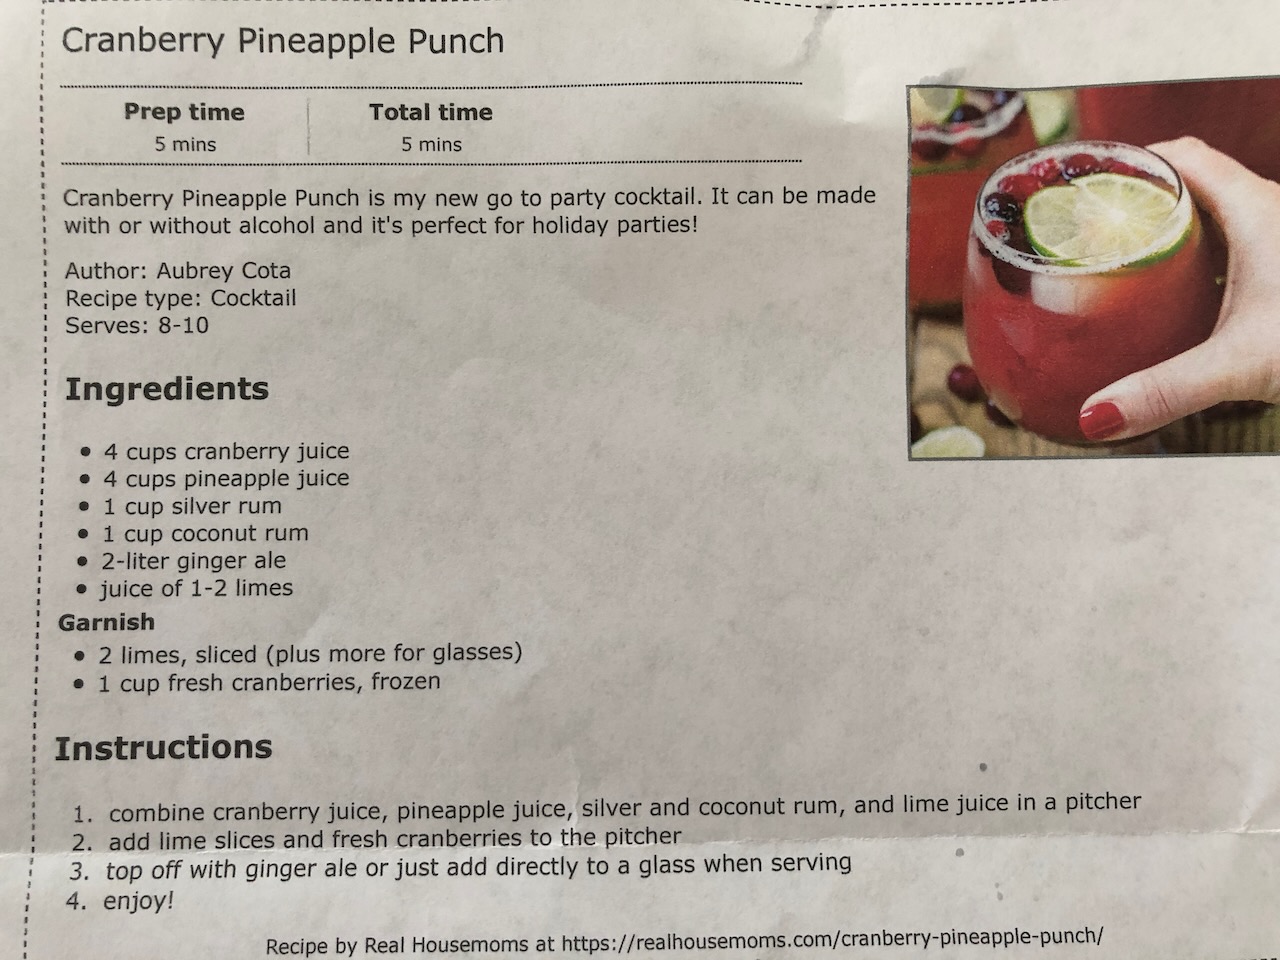 Cranberry Pineapple Punch
Prep time Total time
5 mins 5 mins
Cranberry Pineapple Punch is my new go to party cocktail. It can be made
with or without alcohol and it's perfect for holiday parties!
Author: Aubrey Cota
Recipe type: Cocktail
Serves: 8-10
Ingredients
• 4 cups cranberry juice
• 4 cups pineapple juice
• 1 cup silver rum
• 1 cup coconut rum
• 2-liter ginger ale
• juice of 1-2 limes
Garnish
• 2 limes, sliced (plus more for glasses)
• 1 cup fresh cranberries, frozen
Instructions
1. combine cranberry juice, pineapple juice, silver and coconut rum, and lime juice in a pitcher
2. add lime slices and fresh cranberries to the pitcher
3. top off with ginger ale or just add directly to a glass when serving
4. enjoy!
Recipe by Real Housemoms at https://realhousemoms.com/cranberry-pineapple-punch/